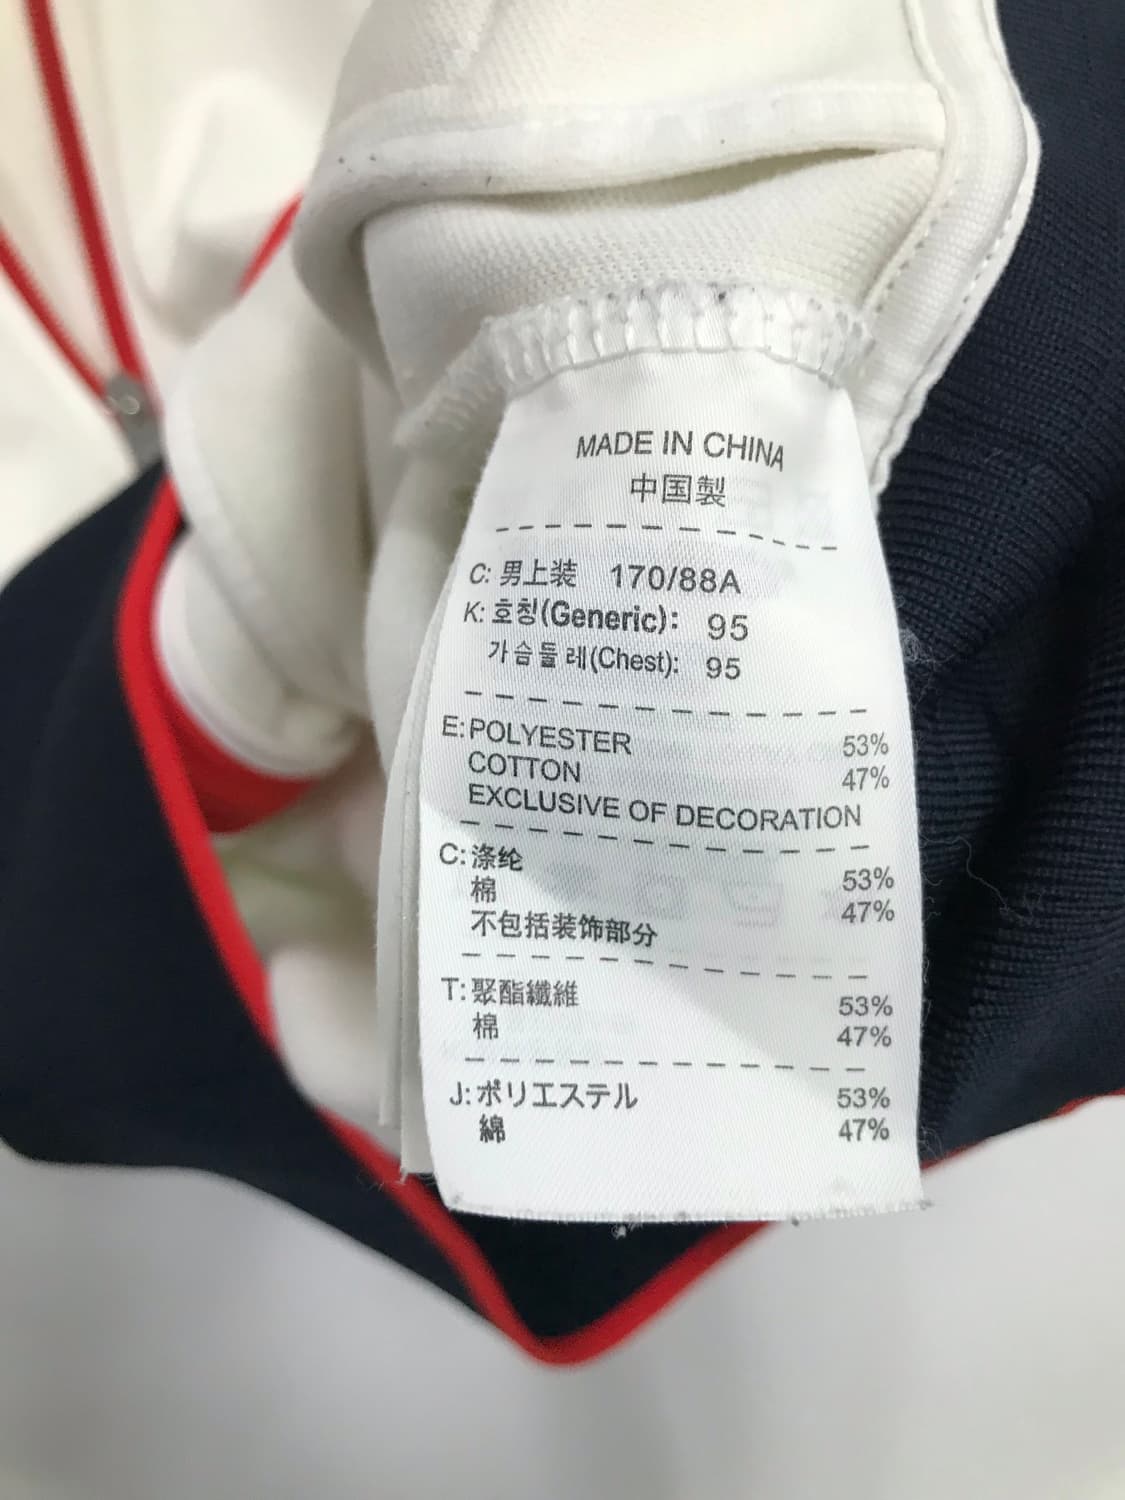 MADE IN CHINA
中国製
C: 男上装 170/88A
K: 호칭(Generic): 95
가슴둘레(Chest): 95
E: POLYESTER 53%
COTTON 47%
EXCLUSIVE OF DECORATION
C: 涤纶 53%
棉 47%
不包括装饰部分
T: 聚酯纖維 53%
棉 47%
J: ポリエステル 53%
綿 47%